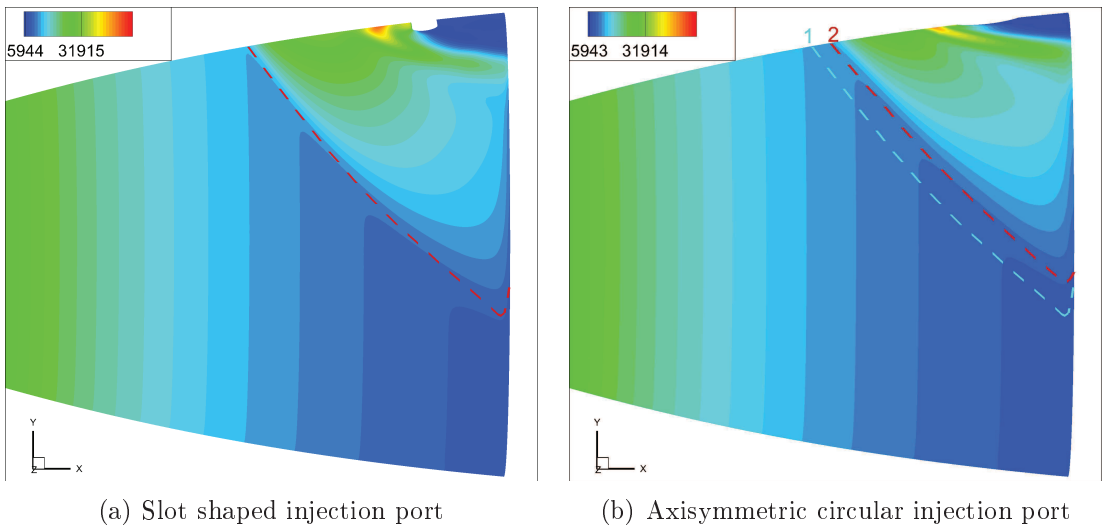 5944 31915
Y
Z X
5943 31914
1 2
Y
Z X
(a) Slot shaped injection port
(b) Axisymmetric circular injection port